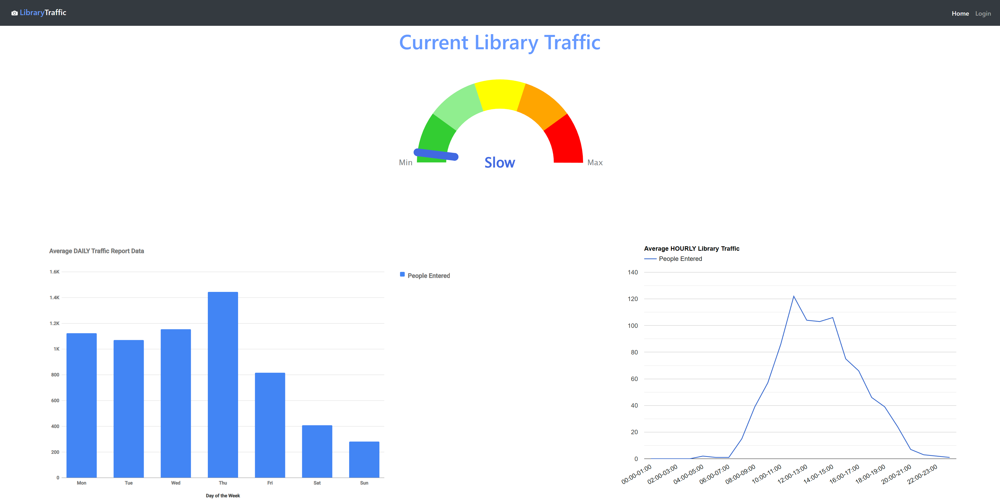 LibraryTraffic
Home Login
Current Library Traffic
Min
Slow
Max
Average DAILY Traffic Report Data
People Entered
1.6K
1.4K
1.2K
1K
800
600
400
200
0
Mon Tue Wed Thu Fri Sat Sun
Day of the Week
Average HOURLY Library Traffic
People Entered
140
120
100
80
60
40
20
0
00:00-01:00 02:00-03:00 04:00-05:00 06:00-07:00 08:00-09:00 10:00-11:00 12:00-13:00 14:00-15:00 16:00-17:00 18:00-19:00 20:00-21:00 22:00-23:00